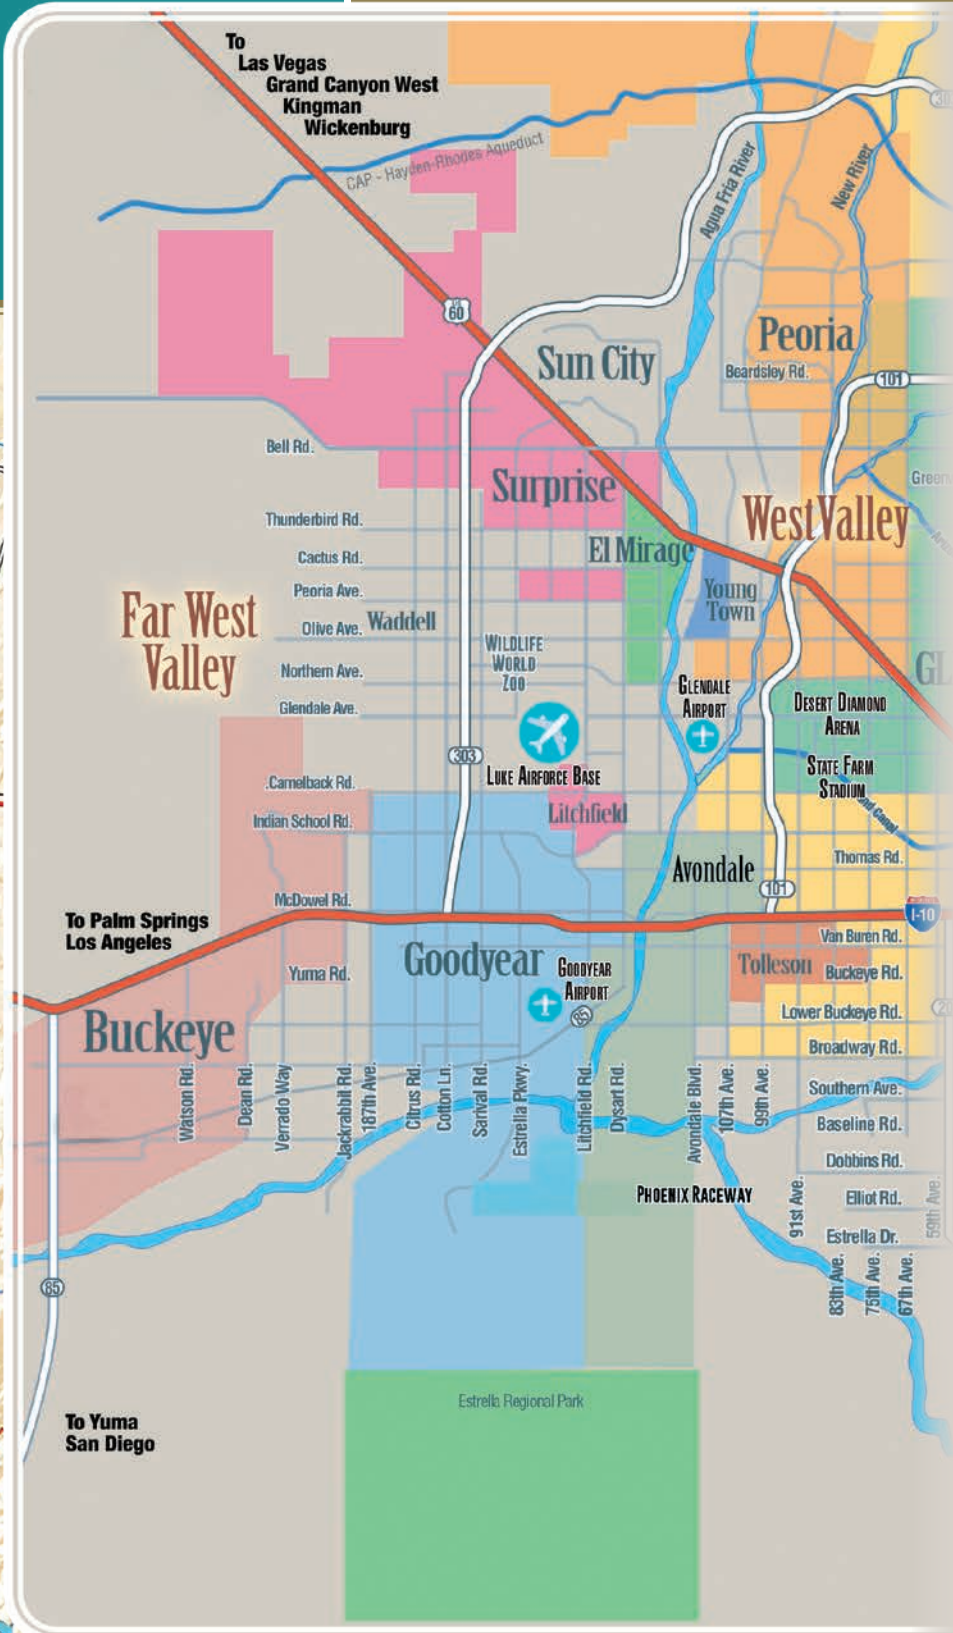 To
Las Vegas
Grand Canyon West
Kingman
Wickenburg
CAP - Hayden-Rhodes Aqueduct
Agua Fria River
New River
US
60
Sun City
Peoria
Beardsley Rd.
101
Bell Rd.
Surprise
Green
Thunderbird Rd.
West Valley
Cactus Rd.
El Mirage
Peoria Ave.
Young
Town
Far West
Valley
Olive Ave.
Waddell
Wildlife
World
Zoo
Northern Ave.
GL
Glendale
Airport
Glendale Ave.
Desert Diamond
Arena
303
Luke Airforce Base
State Farm
Stadium
Camelback Rd.
Litchfield
Canal
Indian School Rd.
Thomas Rd.
Avondale
101
McDowel Rd.
To Palm Springs
Los Angeles
I-10
Van Buren Rd.
Goodyear
Goodyear
Airport
Tolleson
Buckeye Rd.
Yuma Rd.
85
Lower Buckeye Rd.
Buckeye
Broadway Rd.
Watson Rd.
Dean Rd.
Verrado Way
Jackrabbit Rd.
187th Ave.
Citrus Rd.
Cotton Ln.
Sarival Rd.
Estrella Pkwy.
Litchfield Rd.
Dysart Rd.
Avondale Blvd.
107th Ave.
99th Ave.
Southern Ave.
Baseline Rd.
Dobbins Rd.
Phoenix Raceway
91st Ave.
Elliot Rd.
59th Ave.
Estrella Dr.
83th Ave.
75th Ave.
67th Ave.
85
Estrella Regional Park
To Yuma
San Diego